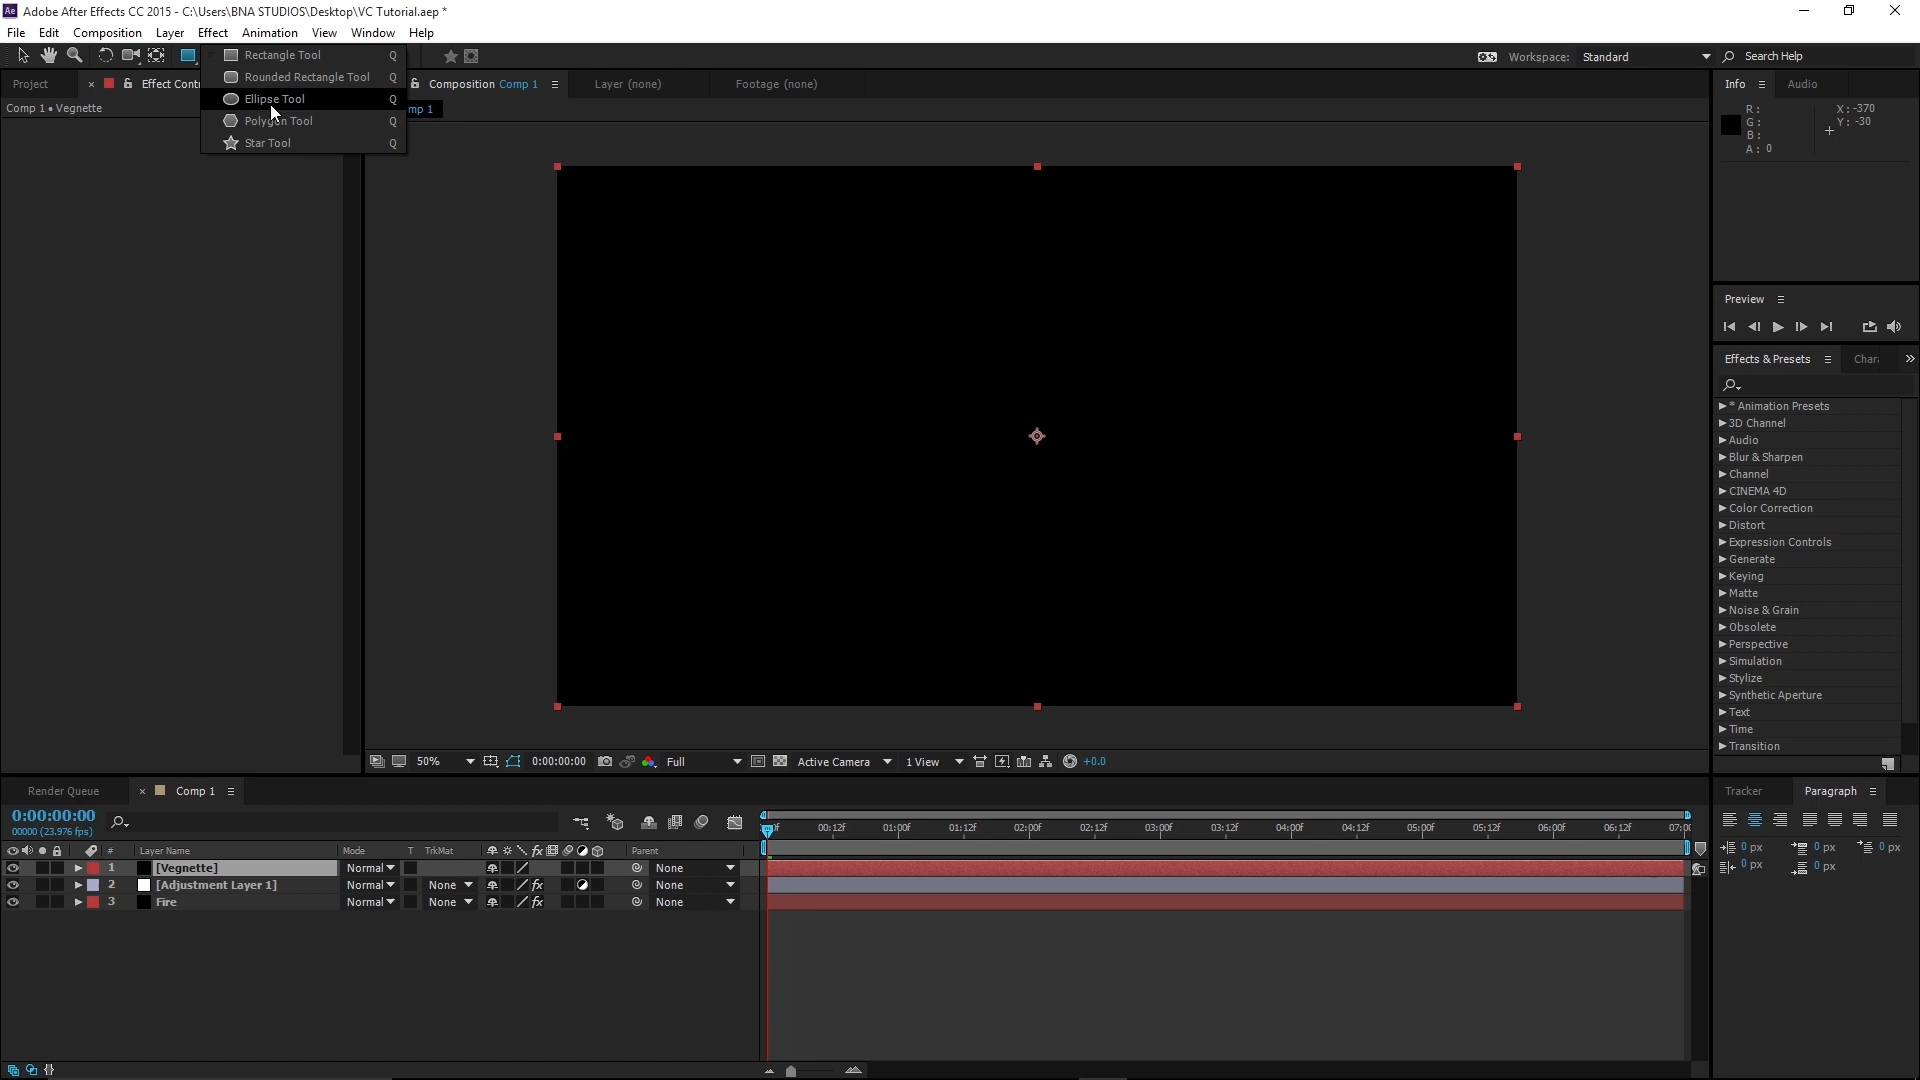 Ae Adobe After Effects CC 2015 - C:\Users\BNA STUDIOS\Desktop\VC Tutorial.aep *
File Edit Composition Layer Effect Animation View Window Help
Workspace: Standard Search Help
Rectangle Tool Q
Rounded Rectangle Tool Q
Ellipse Tool Q
Polygon Tool Q
Star Tool Q
Project × Effect Cont Composition Comp 1 Layer (none) Footage (none)
Comp 1 • Vegnette mp 1
Info Audio
R:
G:
B:
A: 0
X: -370
Y: -30
Preview
Effects & Presets Chara
* Animation Presets
3D Channel
Audio
Blur & Sharpen
Channel
CINEMA 4D
Color Correction
Distort
Expression Controls
Generate
Keying
Matte
Noise & Grain
Obsolete
Perspective
Simulation
Stylize
Synthetic Aperture
Text
Time
Transition
50% 0:00:00:00 Full Active Camera 1 View +0.0
Render Queue × Comp 1
0:00:00:00
00000 (23.976 fps)
00:12f 01:00f 01:12f 02:00f 02:12f 03:00f 03:12f 04:00f 04:12f 05:00f 05:12f 06:00f 06:12f 07:00
# Layer Name Mode T TrkMat fx Parent
1 [Vegnette] Normal None
2 [Adjustment Layer 1] Normal None fx None
3 Fire Normal None fx None
Tracker Paragraph
0 px 0 px 0 px
0 px 0 px